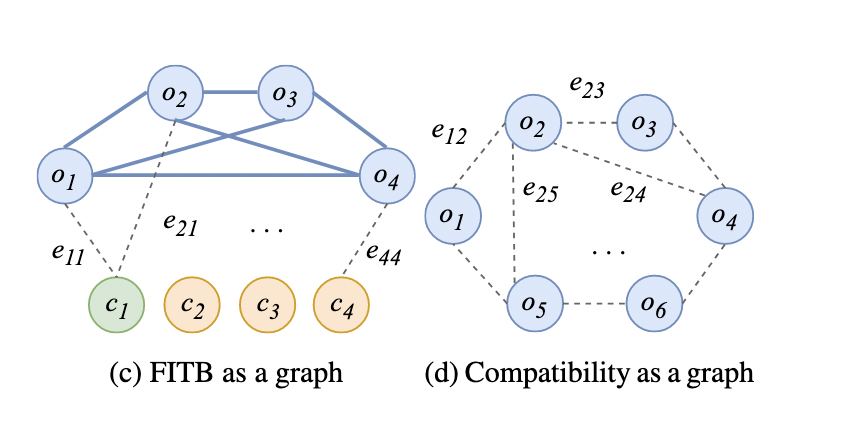 o2 o3
o1 o4
e11 e21 ... e44
c1 c2 c3 c4
(c) FITB as a graph
e23
e12 o2 o3
e25 e24
o1 o4
...
o5 o6
(d) Compatibility as a graph